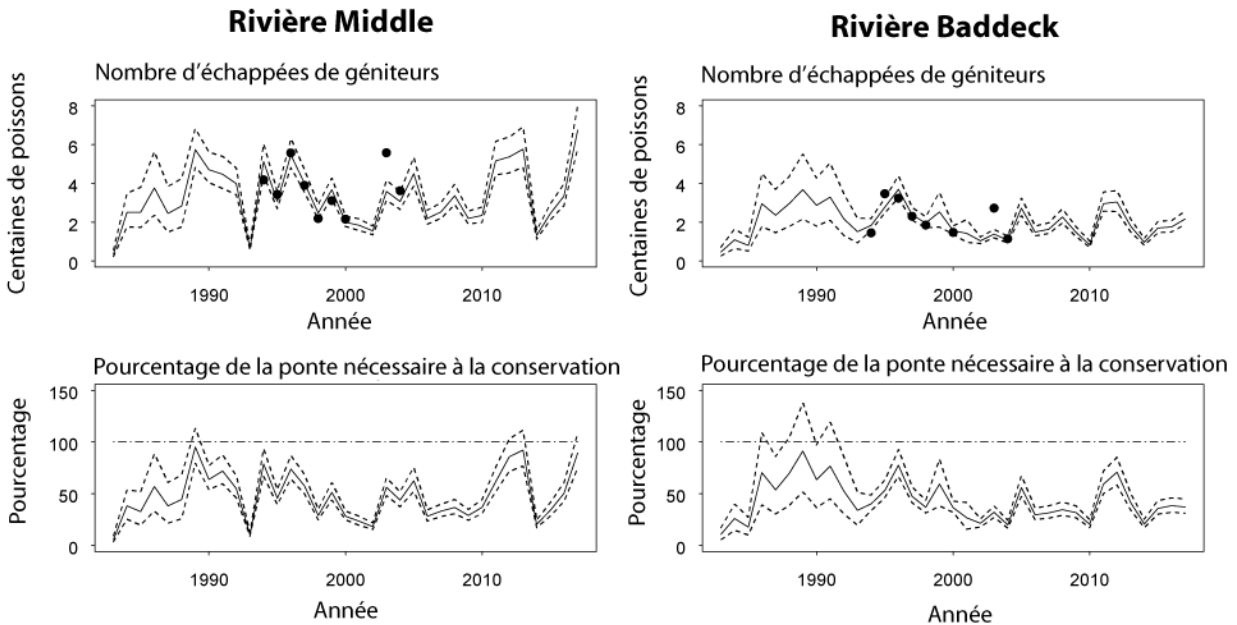 Rivière Middle
Nombre d'échappées de géniteurs
Centaines de poissons
8
6
4
2
0
1990 2000 2010
Année
Pourcentage de la ponte nécessaire à la conservation
Pourcentage
150
100
50
0
1990 2000 2010
Année
Rivière Baddeck
Nombre d'échappées de géniteurs
Centaines de poissons
8
6
4
2
0
1990 2000 2010
Année
Pourcentage de la ponte nécessaire à la conservation
Pourcentage
150
100
50
0
1990 2000 2010
Année